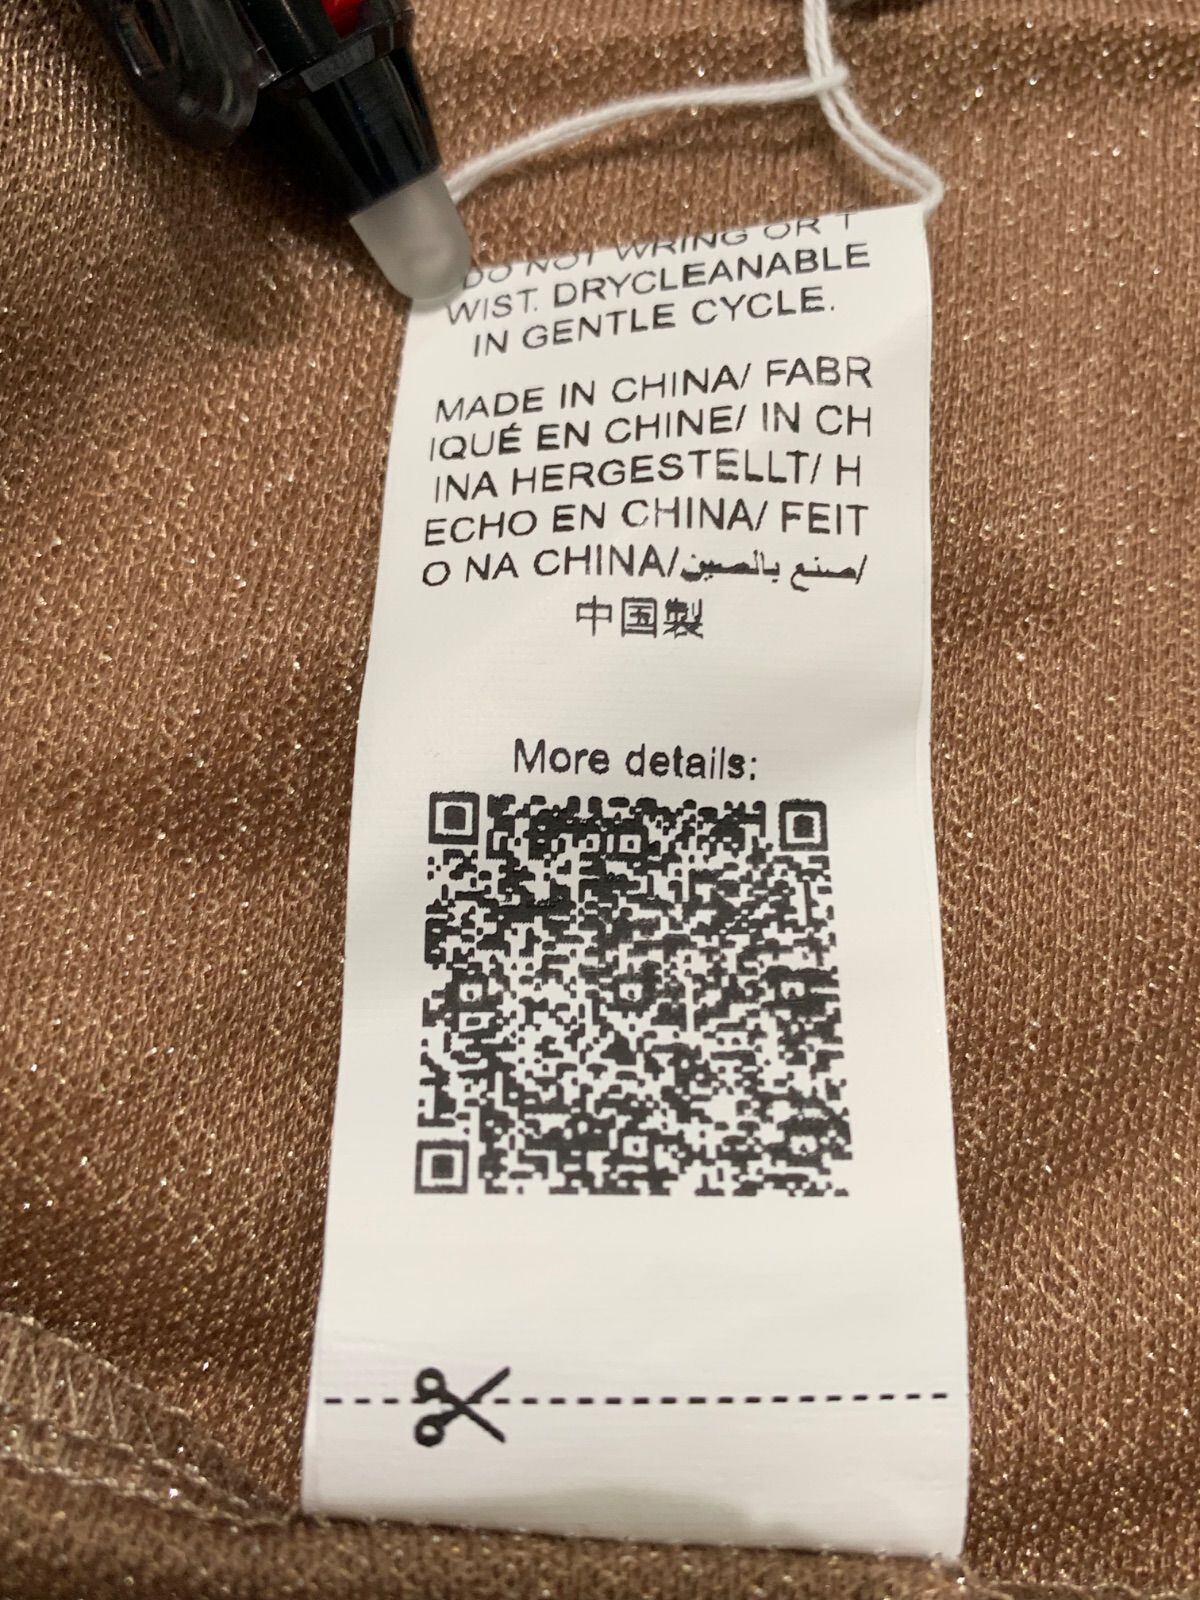 DO NOT WRING OR T
WIST. DRYCLEANABLE
IN GENTLE CYCLE.
MADE IN CHINA/ FABR
IQUÉ EN CHINE/ IN CH
INA HERGESTELLT/ H
ECHO EN CHINA/ FEIT
O NA CHINA/صنع بالصين/
中国製
More details: